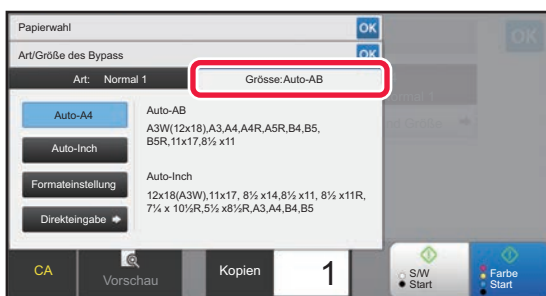 Papierwahl
OK
OK
Art/Größe des Bypass
OK
Art: Normal 1
Grösse:Auto-AB
Auto-A4
Auto-AB
A3W(12x18),A3,A4,A4R,A5R,B4,B5,
B5R,11x17,8½ x11
Auto-Inch
Auto-Inch
Formateinstellung
12x18(A3W),11x17, 8½ x14,8½ x11, 8½ x11R,
7¼ x 10½R,5½ x8½R,A3,A4,B4,B5
Direkteingabe
CA
Vorschau
Kopien
1
S/W
Start
Farbe
Start